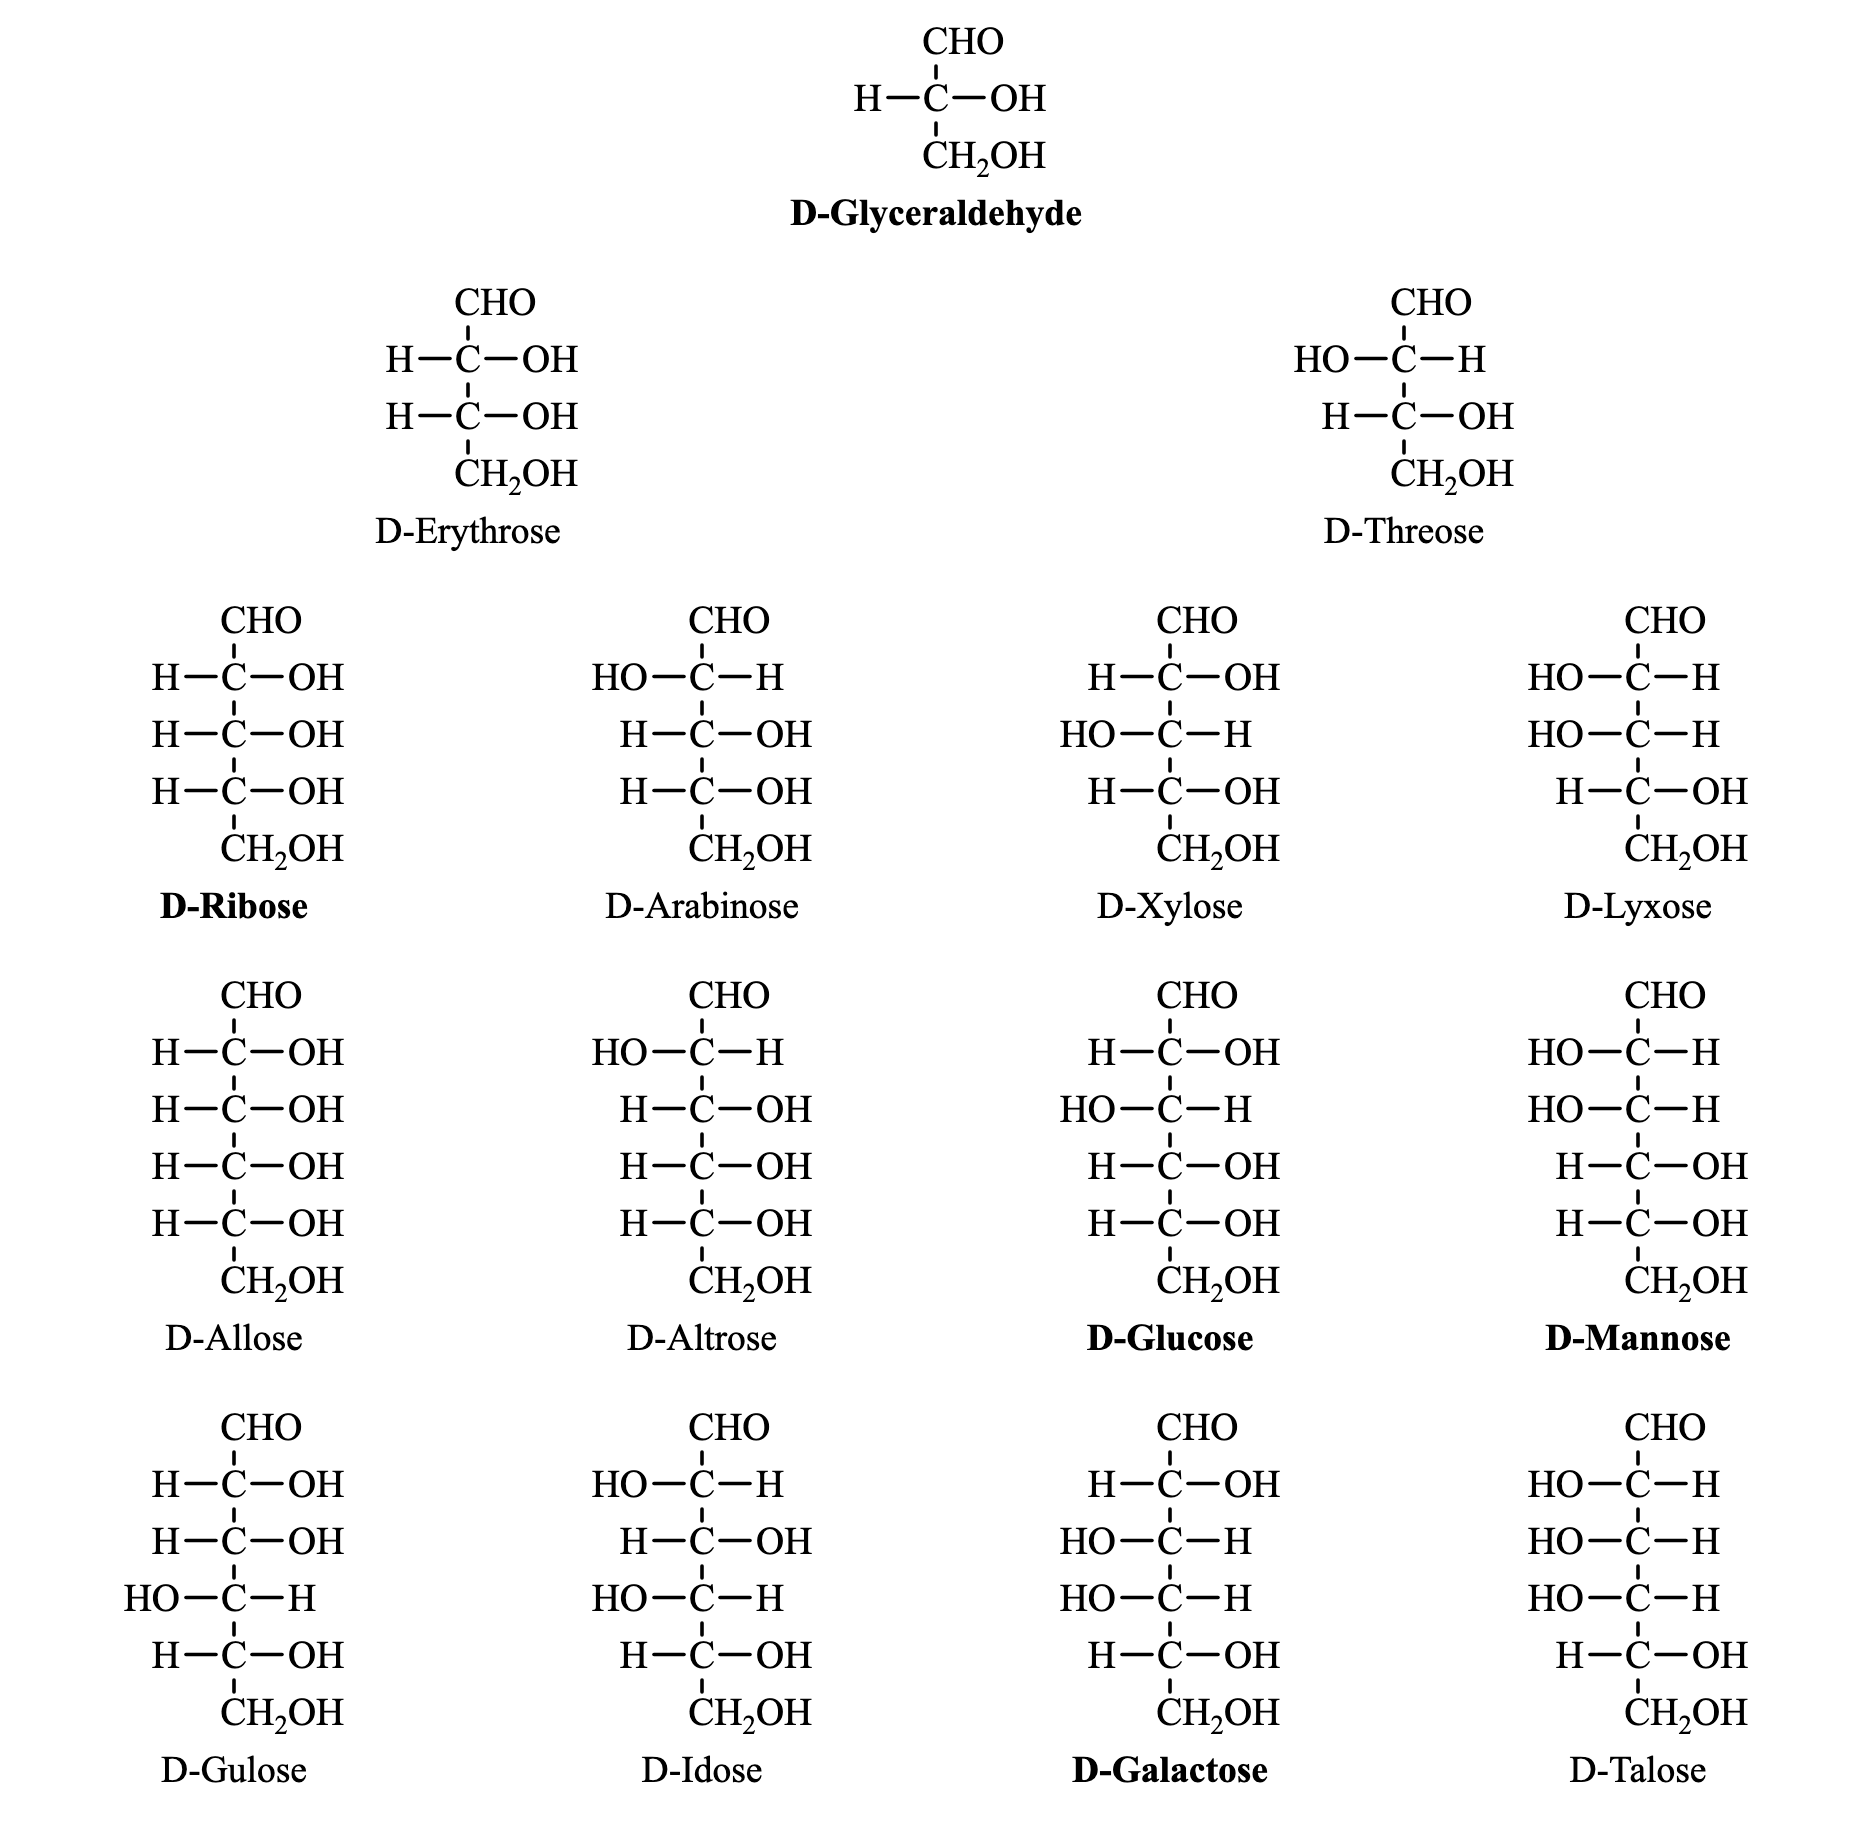 CHO
H—C—OH
CH₂OH
D-Glyceraldehyde
CHO CHO
H—C—OH HO—C—H
H—C—OH H—C—OH
CH₂OH CH₂OH
D-Erythrose D-Threose
CHO CHO CHO CHO
H—C—OH HO—C—H H—C—OH HO—C—H
H—C—OH H—C—OH HO—C—H HO—C—H
H—C—OH H—C—OH H—C—OH H—C—OH
CH₂OH CH₂OH CH₂OH CH₂OH
D-Ribose D-Arabinose D-Xylose D-Lyxose
CHO CHO CHO CHO
H—C—OH HO—C—H H—C—OH HO—C—H
H—C—OH H—C—OH HO—C—H HO—C—H
H—C—OH H—C—OH H—C—OH H—C—OH
H—C—OH H—C—OH H—C—OH H—C—OH
CH₂OH CH₂OH CH₂OH CH₂OH
D-Allose D-Altrose D-Glucose D-Mannose
CHO CHO CHO CHO
H—C—OH HO—C—H H—C—OH HO—C—H
H—C—OH H—C—OH HO—C—H HO—C—H
HO—C—H HO—C—H HO—C—H HO—C—H
H—C—OH H—C—OH H—C—OH H—C—OH
CH₂OH CH₂OH CH₂OH CH₂OH
D-Gulose D-Idose D-Galactose D-Talose